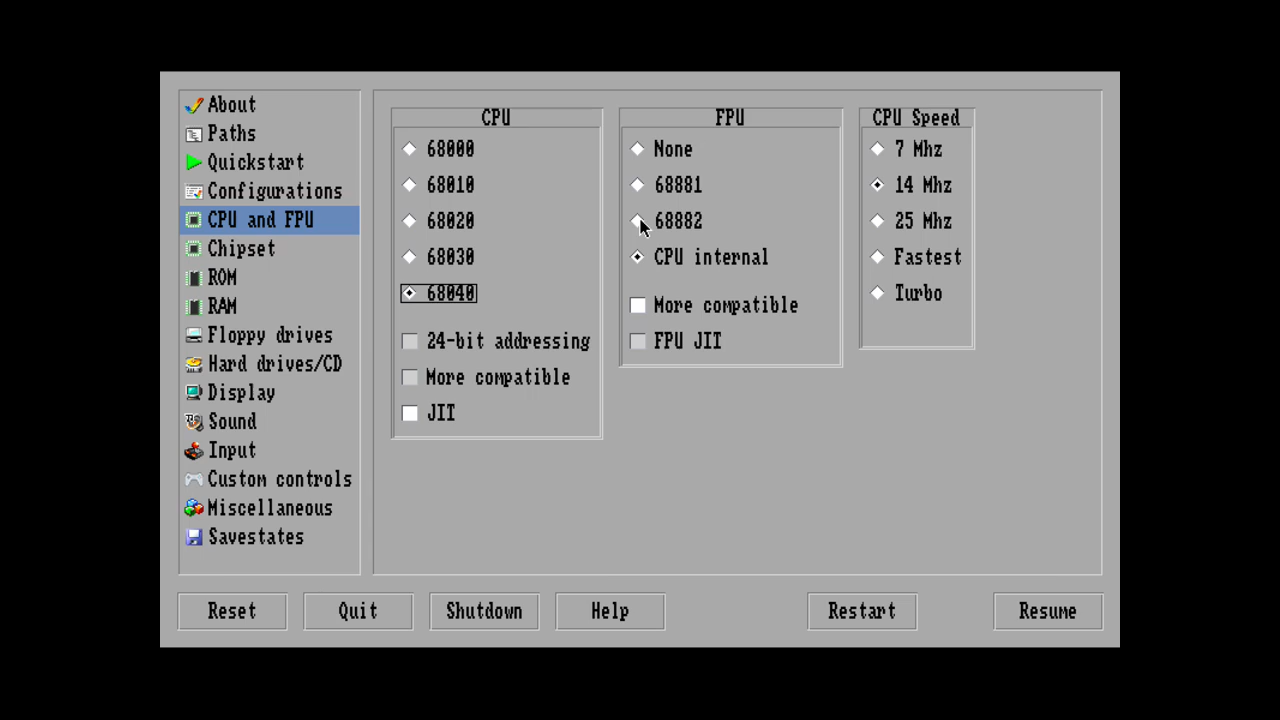 About
Paths
Quickstart
Configurations
CPU and FPU
Chipset
ROM
RAM
Floppy drives
Hard drives/CD
Display
Sound
Input
Custom controls
Miscellaneous
Savestates
CPU
68000
68010
68020
68030
68040
24-bit addressing
More compatible
JIT
FPU
None
68881
68882
CPU internal
More compatible
FPU JIT
CPU Speed
7 Mhz
14 Mhz
25 Mhz
Fastest
Turbo
Reset
Quit
Shutdown
Help
Restart
Resume